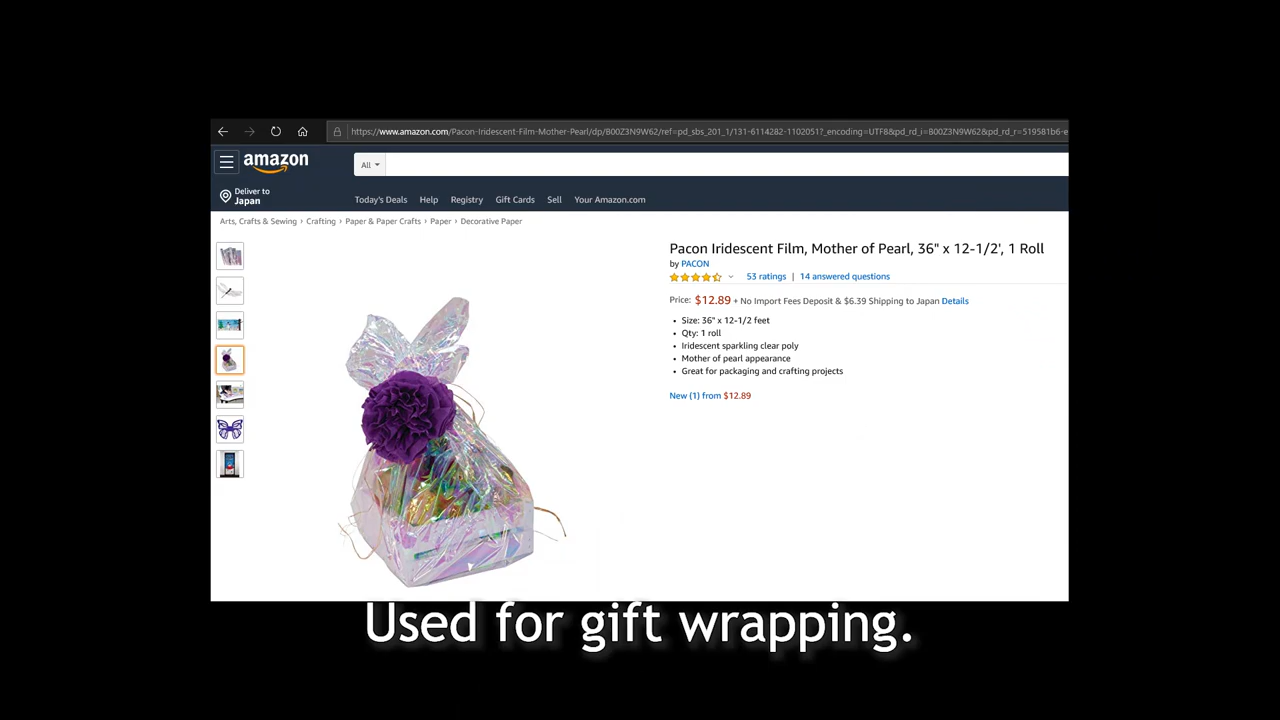 https://www.amazon.com/Pacon-Iridescent-Film-Mother-Pearl/dp/B00Z3N9W62/ref=pd_sbs_201_1/131-6114282-1102051?_encoding=UTF8&pd_rd_i=B00Z3N9W62&pd_rd_r=519581b6-e
amazon
All
Deliver to
Japan
Today's Deals Help Registry Gift Cards Sell Your Amazon.com
Arts, Crafts & Sewing › Crafting › Paper & Paper Crafts › Paper › Decorative Paper
Pacon Iridescent Film, Mother of Pearl, 36" x 12-1/2', 1 Roll
by PACON
53 ratings | 14 answered questions
Price: $12.89 + No Import Fees Deposit & $6.39 Shipping to Japan Details
• Size: 36" x 12-1/2 feet
• Qty: 1 roll
• Iridescent sparkling clear poly
• Mother of pearl appearance
• Great for packaging and crafting projects
New (1) from $12.89
Used for gift wrapping.